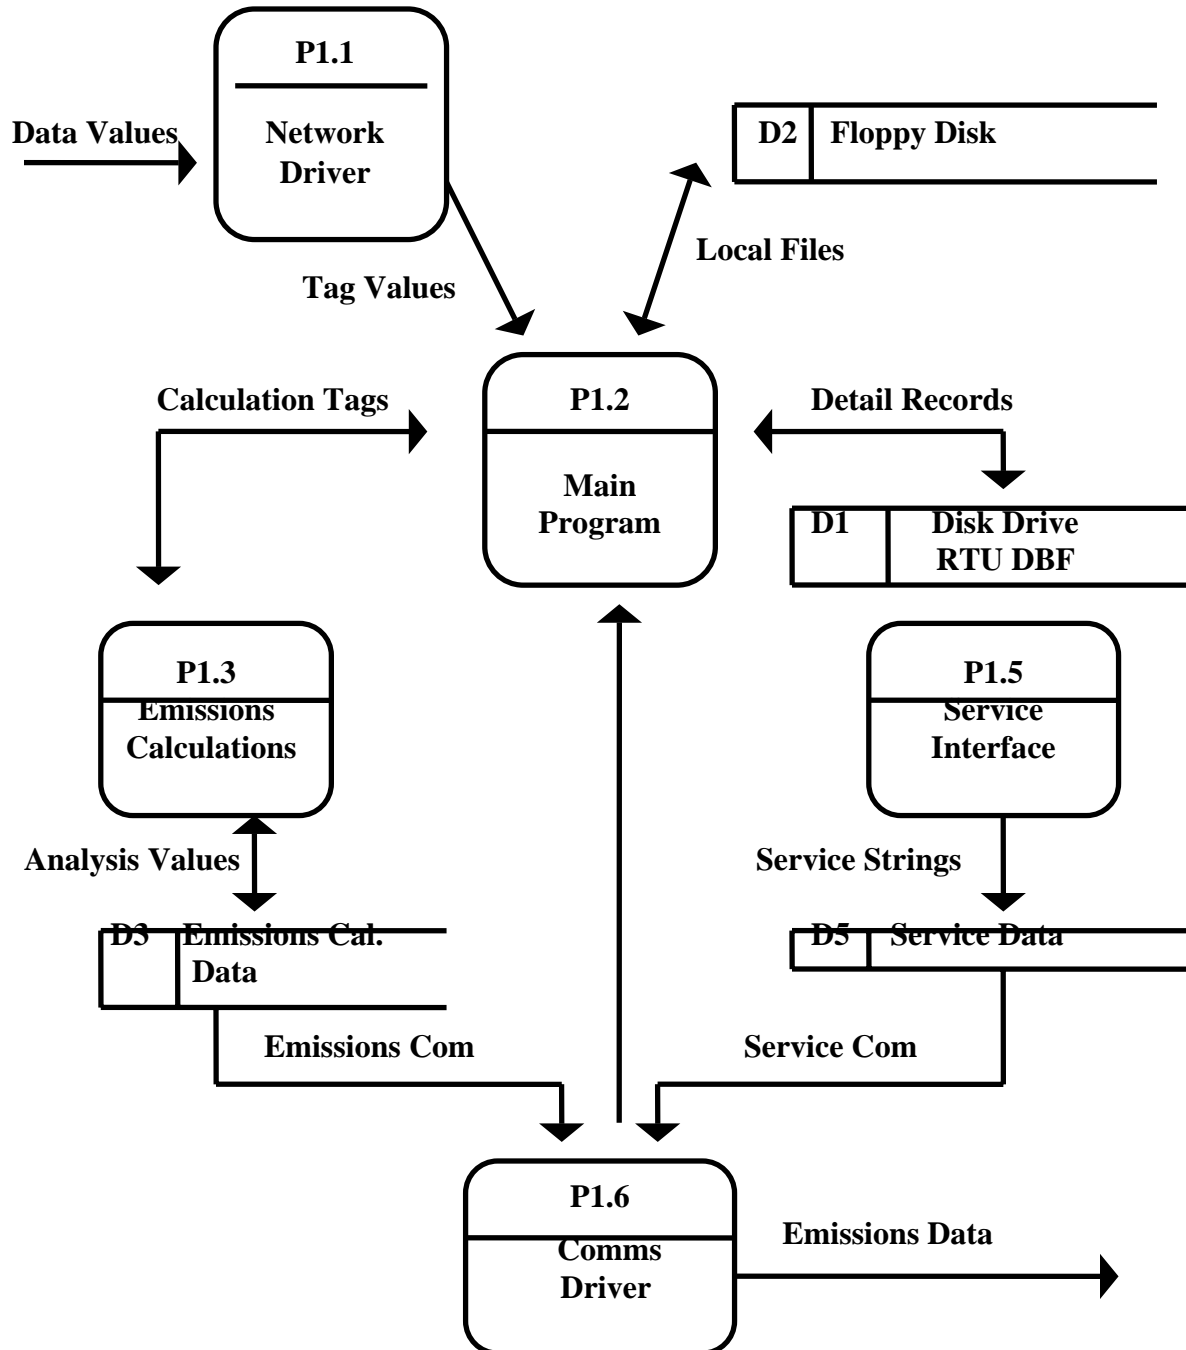 P1.1
Data Values
Network
Driver
D2 Floppy Disk
Local Files
Tag Values
Calculation Tags
P1.2
Detail Records
Main
Program
D1 Disk Drive
RTU DBF
P1.3
Emissions
Calculations
P1.5
Service
Interface
Analysis Values
Service Strings
D3 Emissions Cal.
Data
D5 Service Data
Emissions Com
Service Com
P1.6
Comms
Driver
Emissions Data